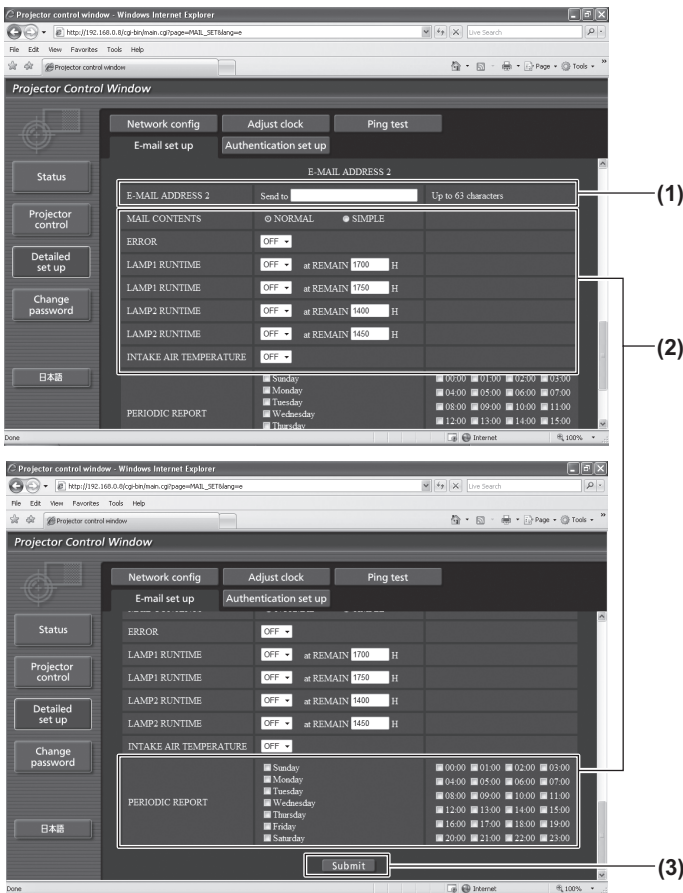 Projector control window - Windows Internet Explorer
http://192.168.0.8/cgi-bin/main.cgi?page=MAIL_SET&lang=e
Live Search
File Edit View Favorites Tools Help
Projector control window
Page Tools
Projector Control Window
Network config Adjust clock Ping test
E-mail set up Authentication set up
Status
Projector control
Detailed set up
Change password
日本語
E-MAIL ADDRESS 2
E-MAIL ADDRESS 2 Send to Up to 63 characters
(1)
MAIL CONTENTS NORMAL SIMPLE
ERROR OFF
LAMP1 RUNTIME OFF at REMAIN 1700 H
LAMP1 RUNTIME OFF at REMAIN 1750 H
LAMP2 RUNTIME OFF at REMAIN 1400 H
LAMP2 RUNTIME OFF at REMAIN 1450 H
INTAKE AIR TEMPERATURE OFF
(2)
PERIODIC REPORT
Sunday
Monday
Tuesday
Wednesday
Thursday
00:00 01:00 02:00 03:00
04:00 05:00 06:00 07:00
08:00 09:00 10:00 11:00
12:00 13:00 14:00 15:00
Done Internet 100%
Projector control window - Windows Internet Explorer
http://192.168.0.8/cgi-bin/main.cgi?page=MAIL_SET&lang=e
Live Search
File Edit View Favorites Tools Help
Projector control window
Page Tools
Projector Control Window
Network config Adjust clock Ping test
E-mail set up Authentication set up
Status
Projector control
Detailed set up
Change password
日本語
ERROR OFF
LAMP1 RUNTIME OFF at REMAIN 1700 H
LAMP1 RUNTIME OFF at REMAIN 1750 H
LAMP2 RUNTIME OFF at REMAIN 1400 H
LAMP2 RUNTIME OFF at REMAIN 1450 H
INTAKE AIR TEMPERATURE OFF
PERIODIC REPORT
Sunday
Monday
Tuesday
Wednesday
Thursday
Friday
Saturday
00:00 01:00 02:00 03:00
04:00 05:00 06:00 07:00
08:00 09:00 10:00 11:00
12:00 13:00 14:00 15:00
16:00 17:00 18:00 19:00
20:00 21:00 22:00 23:00
Submit
(3)
Done Internet 100%